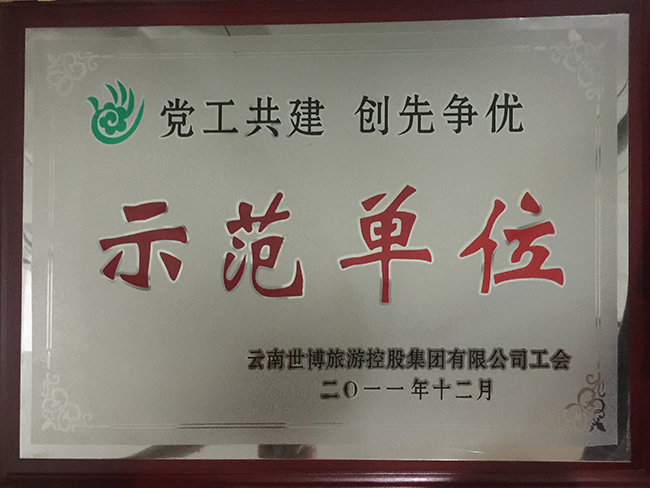 党工共建 创先争优
示范单位
云南世博旅游控股集团有限公司工会
二〇一一年十二月